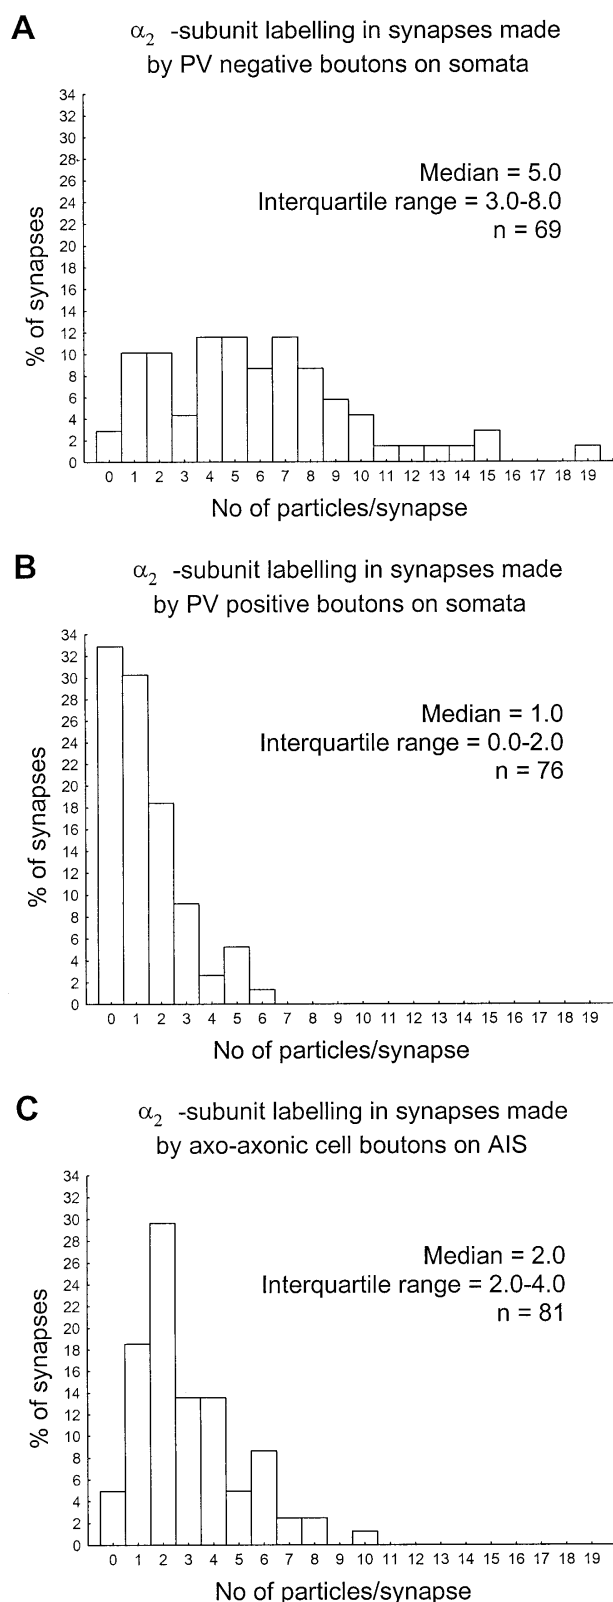 A
α2 -subunit labelling in synapses made
by PV negative boutons on somata
34
32
30
28
26
24
22
20
18
16
14
12
10
8
6
4
2
0
% of synapses
Median = 5.0
Interquartile range = 3.0-8.0
n = 69
0 1 2 3 4 5 6 7 8 9 10 11 12 13 14 15 16 17 18 19
No of particles/synapse
B
α2 -subunit labelling in synapses made
by PV positive boutons on somata
34
32
30
28
26
24
22
20
18
16
14
12
10
8
6
4
2
0
% of synapses
Median = 1.0
Interquartile range = 0.0-2.0
n = 76
0 1 2 3 4 5 6 7 8 9 10 11 12 13 14 15 16 17 18 19
No of particles/synapse
C
α2 -subunit labelling in synapses made
by axo-axonic cell boutons on AIS
34
32
30
28
26
24
22
20
18
16
14
12
10
8
6
4
2
0
% of synapses
Median = 2.0
Interquartile range = 2.0-4.0
n = 81
0 1 2 3 4 5 6 7 8 9 10 11 12 13 14 15 16 17 18 19
No of particles/synapse